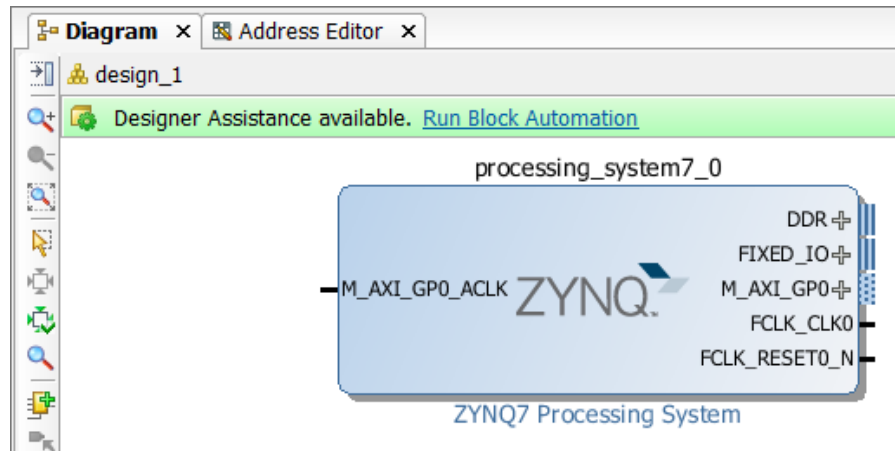 Diagram × Address Editor ×
design_1
Designer Assistance available. Run Block Automation
processing_system7_0
DDR
FIXED_IO
M_AXI_GP0_ACLK ZYNQ™ M_AXI_GP0
FCLK_CLK0
FCLK_RESET0_N
ZYNQ7 Processing System